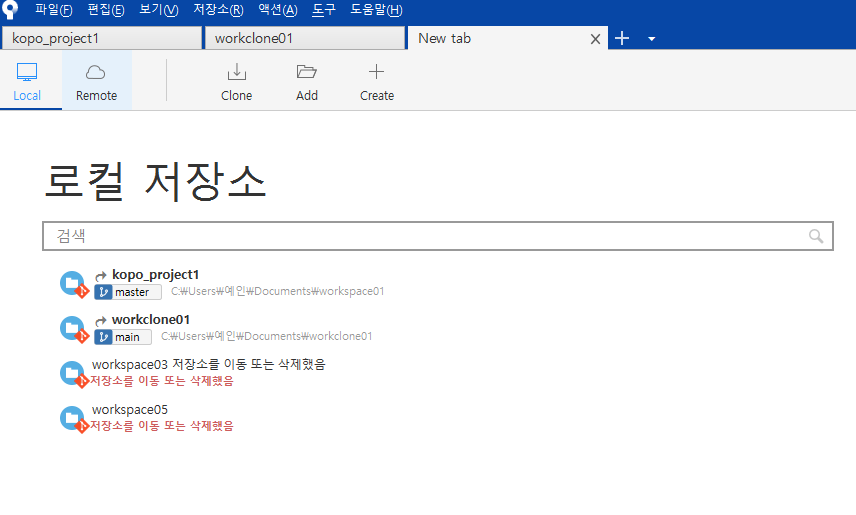 파일(F) 편집(E) 보기(V) 저장소(R) 액션(A) 도구 도움말(H)
kopo_project1 workclone01 New tab
Local Remote Clone Add Create
로컬 저장소
검색
kopo_project1
master C:₩Users₩예인₩Documents₩workspace01
workclone01
main C:₩Users₩예인₩Documents₩workclone01
workspace03 저장소를 이동 또는 삭제했음
저장소를 이동 또는 삭제했음
workspace05
저장소를 이동 또는 삭제했음